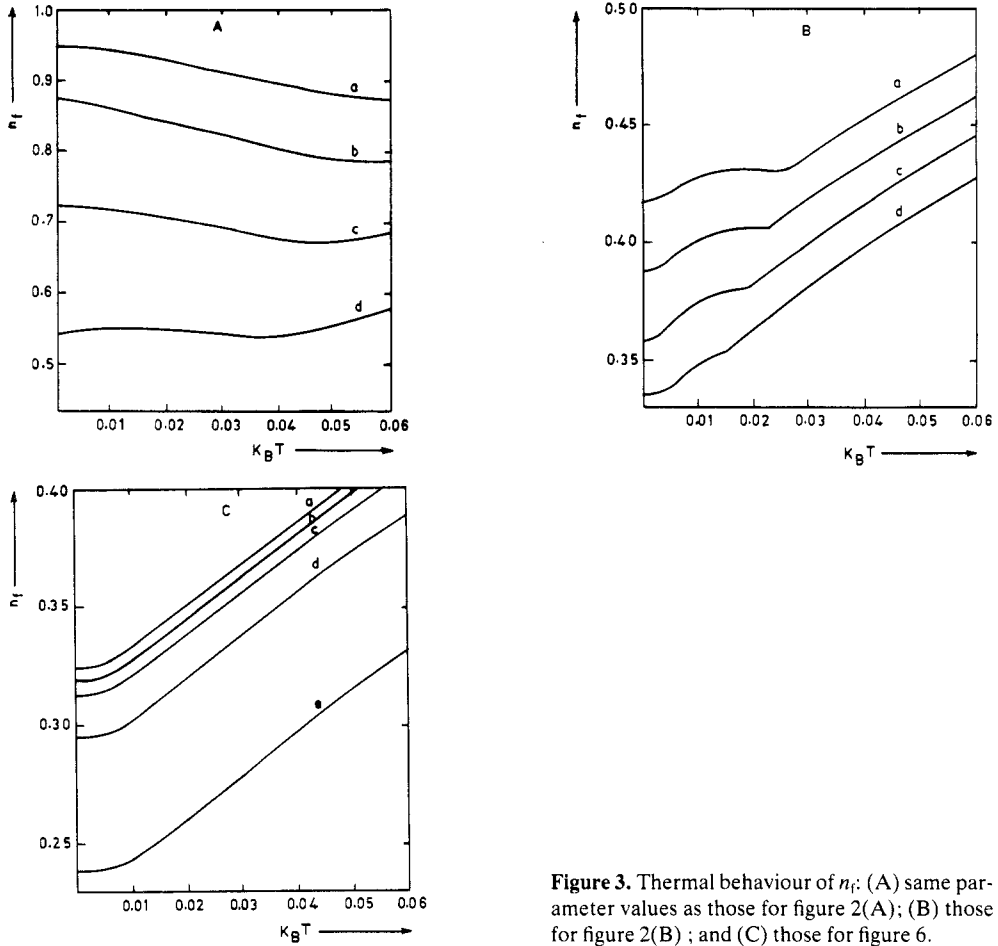 1.0
0.9
0.8
0.7
0.6
0.5
n_f
A
a
b
c
d
0.01 0.02 0.03 0.04 0.05 0.06
K_B T
0.50
0.45
0.40
0.35
n_f
B
a
b
c
d
0.01 0.02 0.03 0.04 0.05 0.06
K_B T
0.40
0.35
0.30
0.25
n_f
C
a
b
c
d
e
0.01 0.02 0.03 0.04 0.05 0.06
K_B T
Figure 3. Thermal behaviour of n_f: (A) same par-
ameter values as those for figure 2(A); (B) those
for figure 2(B) ; and (C) those for figure 6.